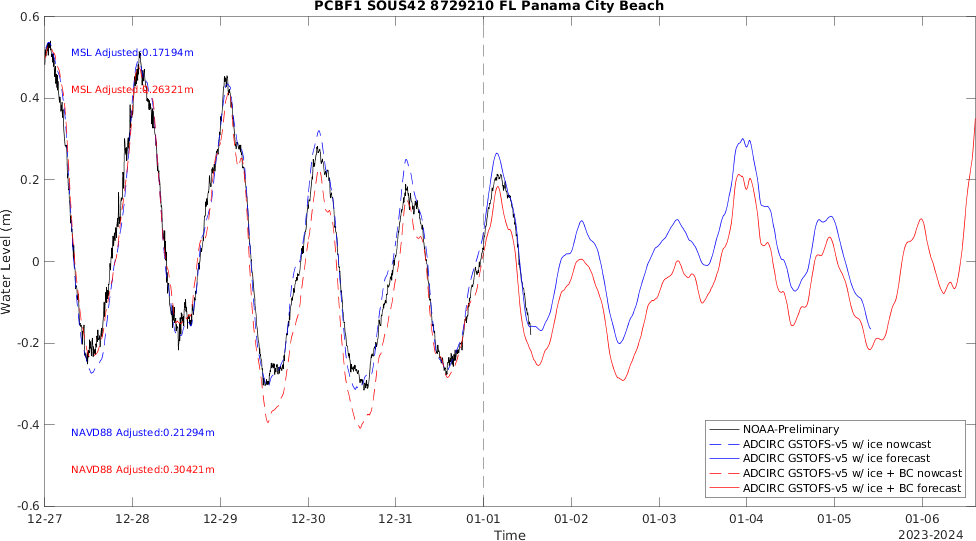 PCBF1 SOUS42 8729210 FL Panama City Beach
0.6
0.4
0.2
0
-0.2
-0.4
-0.6
Water Level (m)
MSL Adjusted:0.17194m
MSL Adjusted:0.26321m
NAVD88 Adjusted:0.21294m
NAVD88 Adjusted:0.30421m
NOAA-Preliminary
ADCIRC GSTOFS-v5 w/ ice nowcast
ADCIRC GSTOFS-v5 w/ ice forecast
ADCIRC GSTOFS-v5 w/ ice + BC nowcast
ADCIRC GSTOFS-v5 w/ ice + BC forecast
12-27 12-28 12-29 12-30 12-31 01-01 01-02 01-03 01-04 01-05 01-06
Time
2023-2024